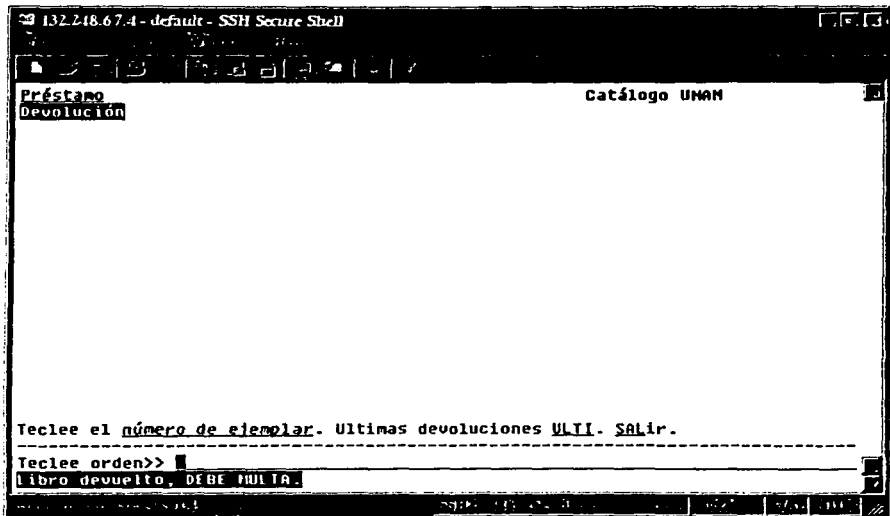 132.248.67.4 - default - SSH Secure Shell
Préstamo Catálogo UNAM
Devolución
Teclee el número de ejemplar. Ultimas devoluciones ULTI. SALir.
Teclee orden>>
libro devuelto, DEBE MULTA.